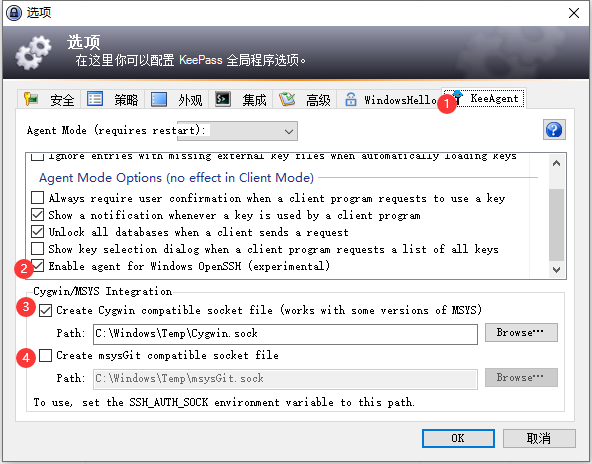 选项
选项
在这里你可以配置 KeePass 全局程序选项。
安全 策略 外观 集成 高级 WindowsHello 1 KeeAgent
Agent Mode (requires restart):
Ignore entries with missing external key files when automatically loading keys
Agent Mode Options (no effect in Client Mode)
Always require user confirmation when a client program requests to use a key
Show a notification whenever a key is used by a client program
Unlock all databases when a client sends a request
Show key selection dialog when a client program requests a list of all keys
2 Enable agent for Windows OpenSSH (experimental)
Cygwin/MSYS Integration
3 Create Cygwin compatible socket file (works with some versions of MSYS)
Path: C:\Windows\Temp\Cygwin.sock Browse...
4 Create msysGit compatible socket file
Path: C:\Windows\Temp\msysGit.sock Browse...
To use, set the SSH_AUTH_SOCK environment variable to this path.
OK 取消